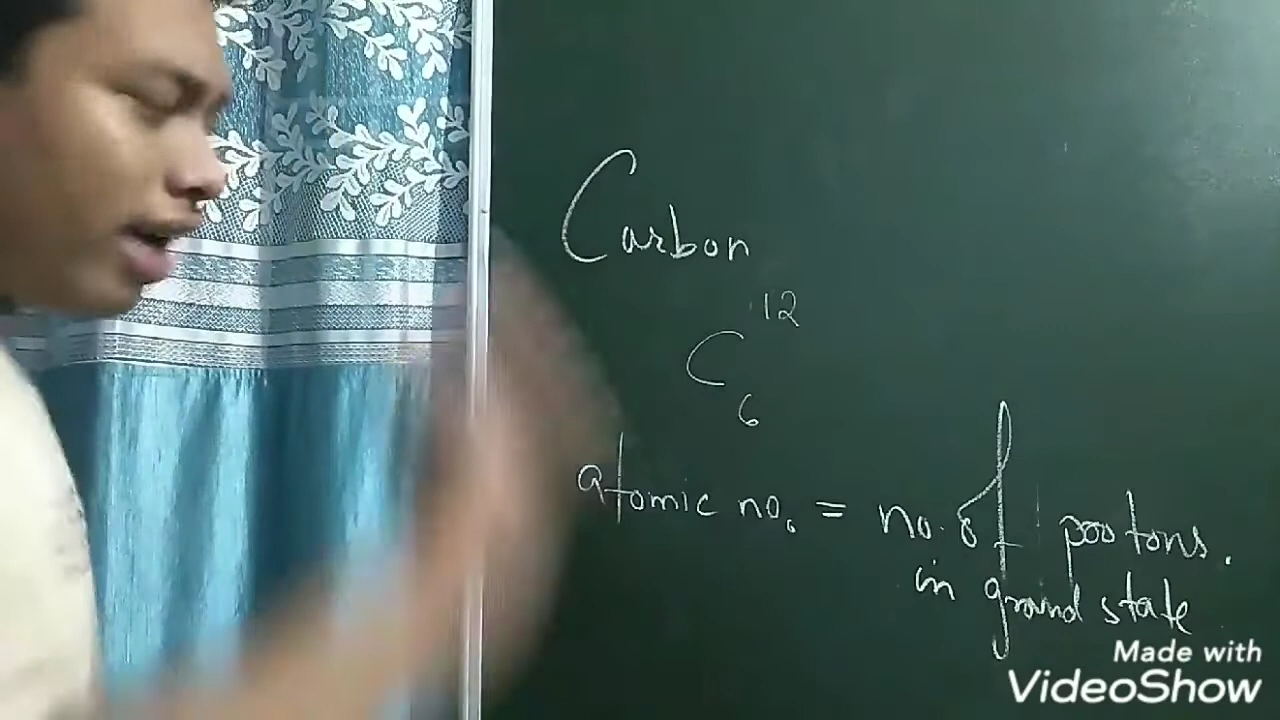 Carbon
12
C
6
atomic no. = no. of protons.
in ground state
Made with
VideoShow